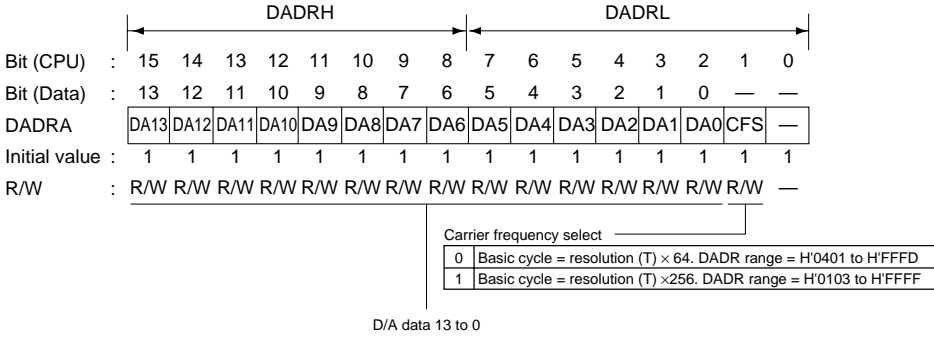 DADRH DADRL
Bit (CPU) : 15 14 13 12 11 10 9 8 7 6 5 4 3 2 1 0
Bit (Data) : 13 12 11 10 9 8 7 6 5 4 3 2 1 0 — —
DADRA DA13 DA12 DA11 DA10 DA9 DA8 DA7 DA6 DA5 DA4 DA3 DA2 DA1 DA0 CFS —
Initial value : 1 1 1 1 1 1 1 1 1 1 1 1 1 1 1 1
R/W : R/W R/W R/W R/W R/W R/W R/W R/W R/W R/W R/W R/W R/W R/W R/W —
Carrier frequency select
0 Basic cycle = resolution (T) × 64. DADR range = H'0401 to H'FFFD
1 Basic cycle = resolution (T) ×256. DADR range = H'0103 to H'FFFF
D/A data 13 to 0